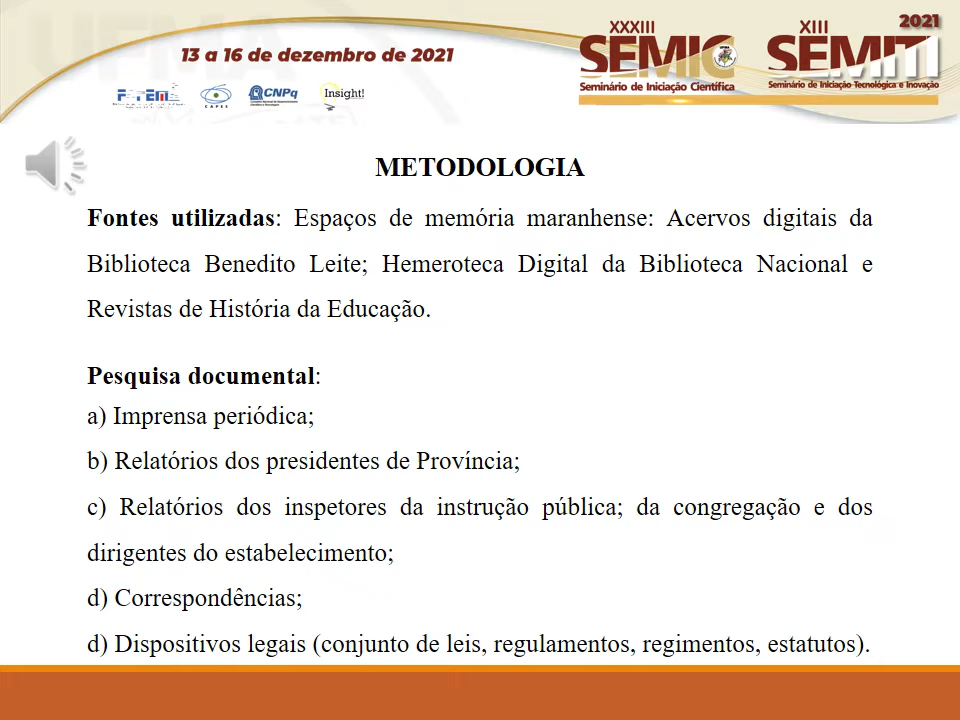 13 a 16 de dezembro de 2021
CAPES
CNPq
Insight!
XXXIII
SEMIC
Seminário de Iniciação Científica
2021
XIII
SEMITI
Seminário de Iniciação Tecnológica e Inovação
METODOLOGIA
Fontes utilizadas: Espaços de memória maranhense: Acervos digitais da
Biblioteca Benedito Leite; Hemeroteca Digital da Biblioteca Nacional e
Revistas de História da Educação.
Pesquisa documental:
a) Imprensa periódica;
b) Relatórios dos presidentes de Província;
c) Relatórios dos inspetores da instrução pública; da congregação e dos
dirigentes do estabelecimento;
d) Correspondências;
d) Dispositivos legais (conjunto de leis, regulamentos, regimentos, estatutos).